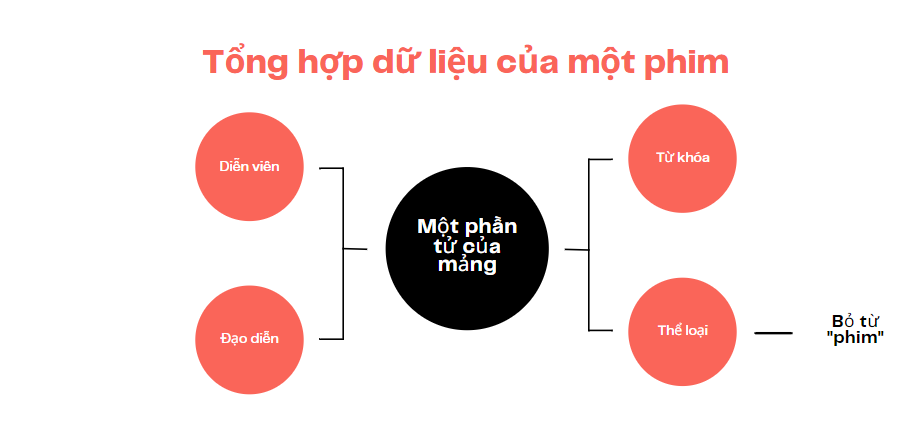 Tổng hợp dữ liệu của một phim
Diễn viên
Từ khóa
Một phần
tử của
mảng
Đạo diễn
Thể loại
Bỏ từ
"phim"